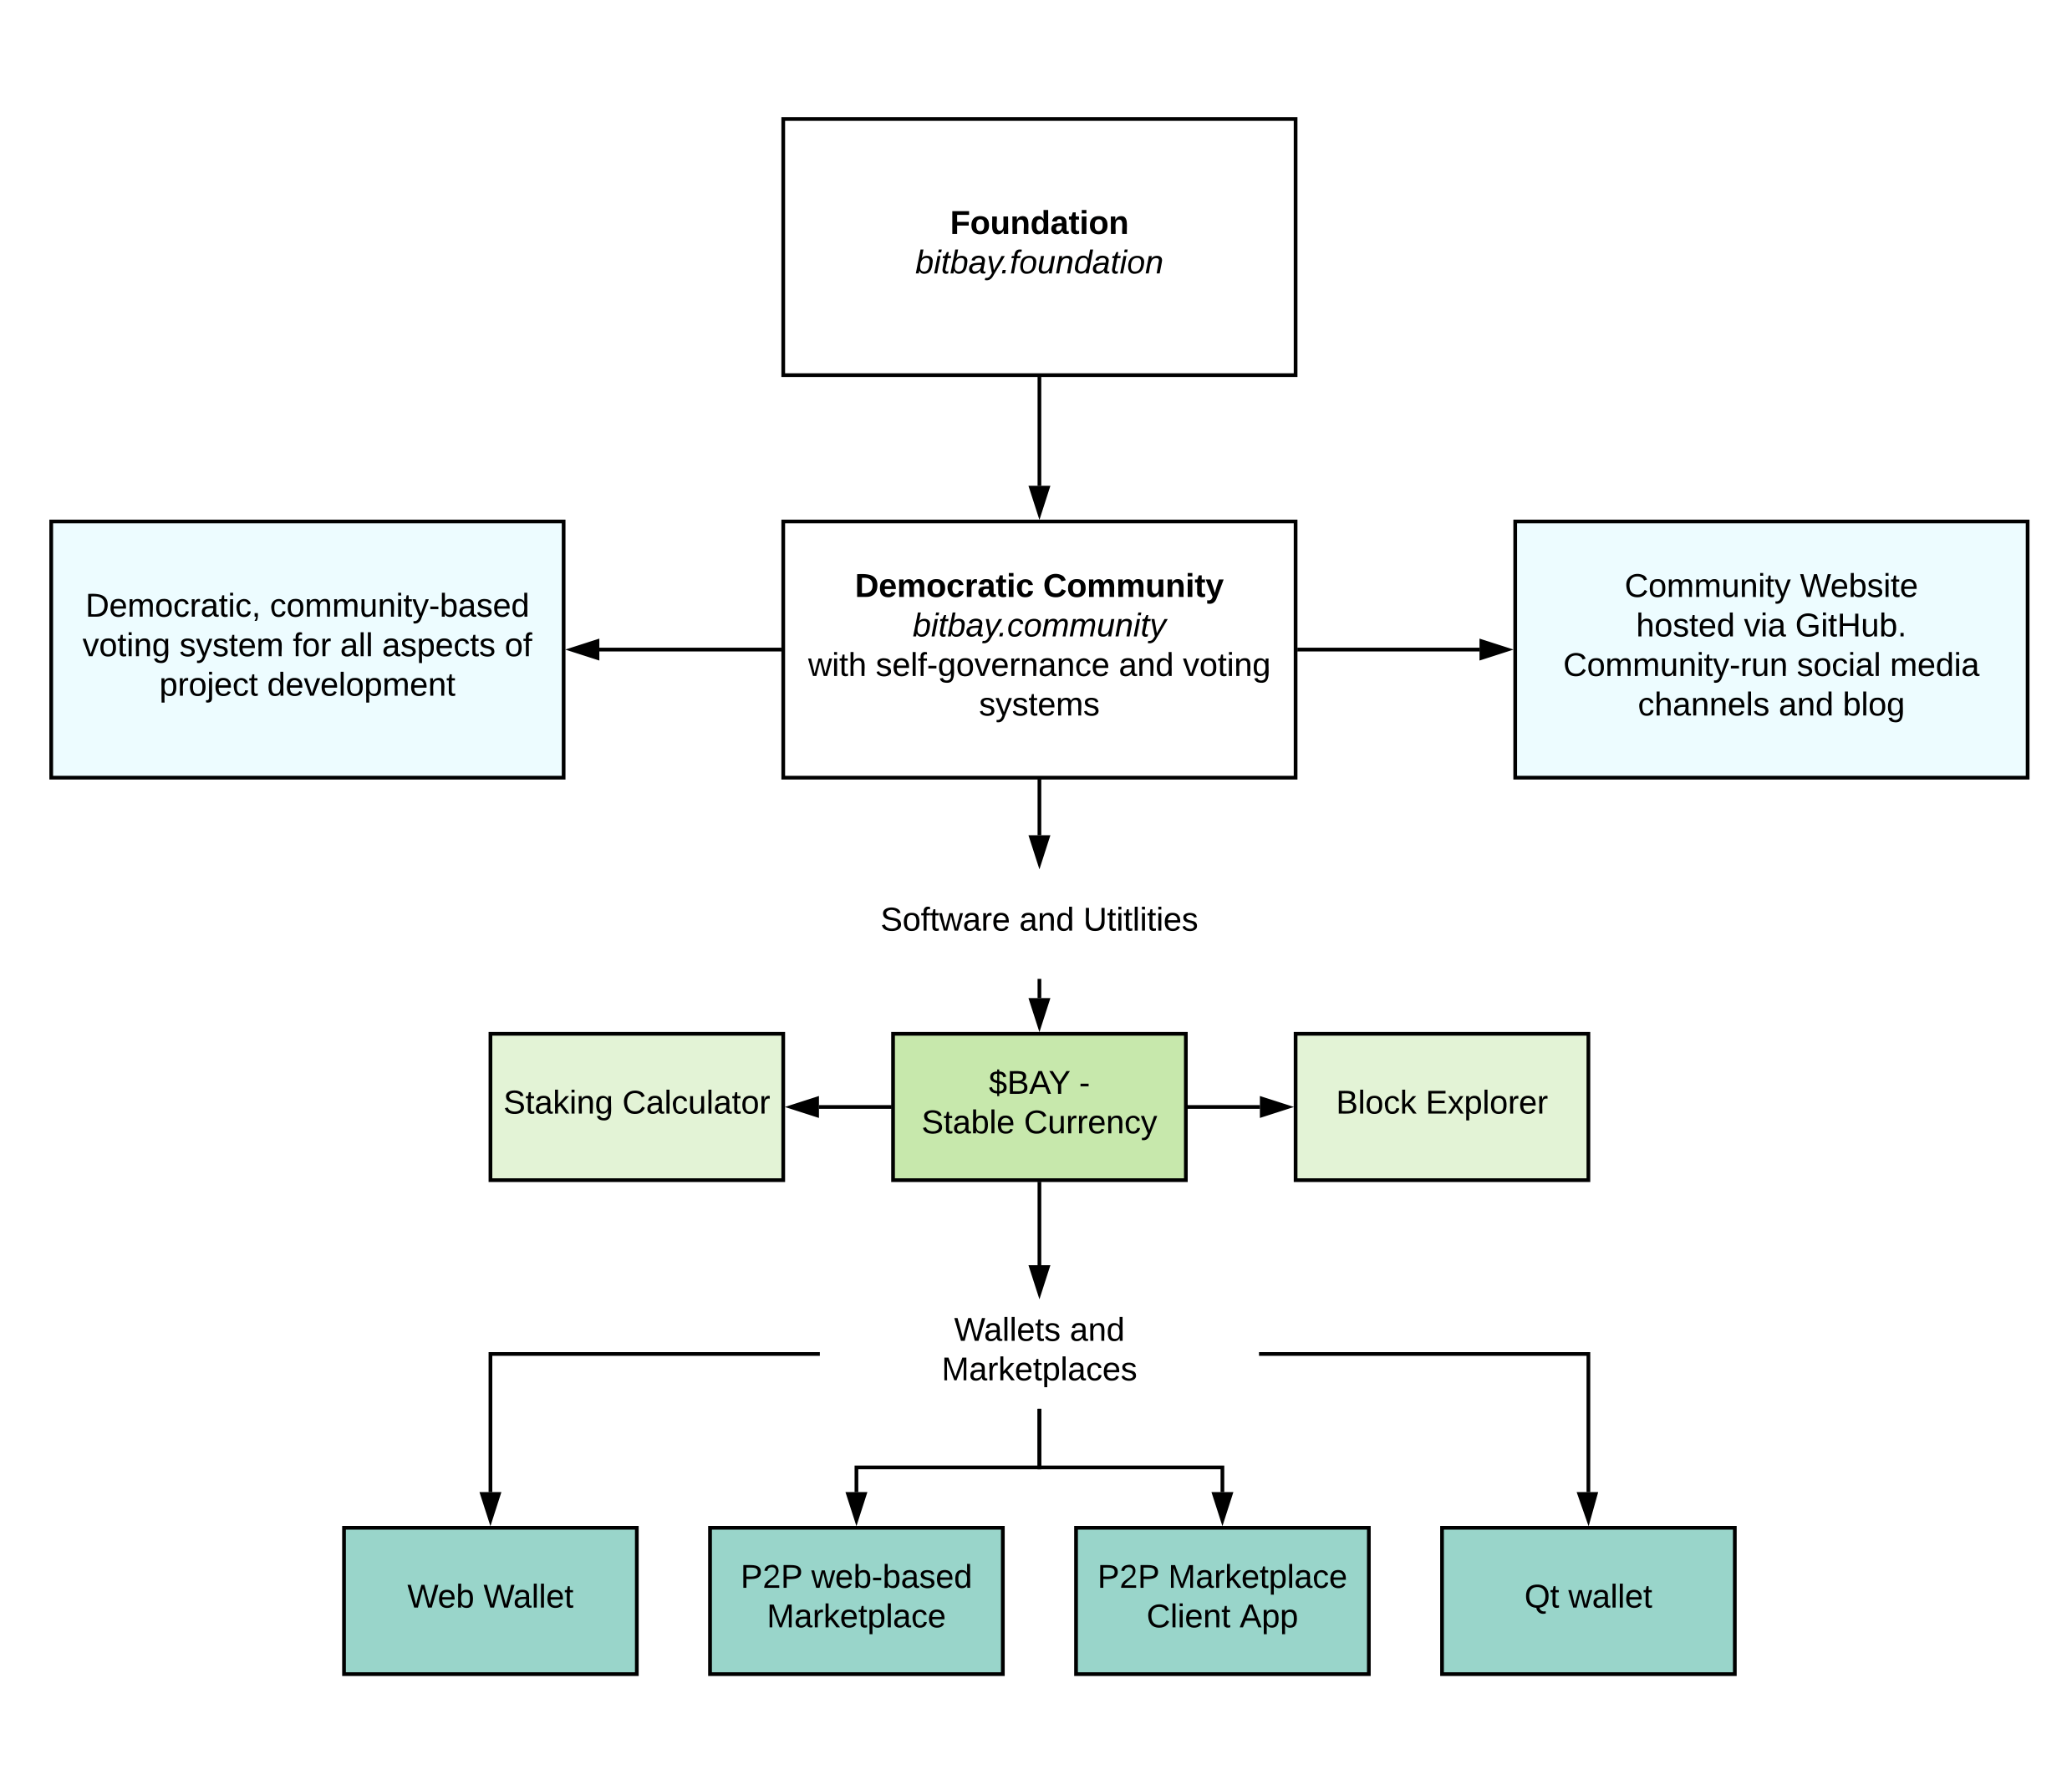 Foundation
bitbay.foundation
Democratic, community-based
voting system for all aspects of
project development
Democratic Community
bitbay.community
with self-governance and voting
systems
Community Website
hosted via GitHub.
Community-run social media
channels and blog
Software and Utitlities
Staking Calculator
$BAY -
Stable Currency
Block Explorer
Wallets and
Marketplaces
Web Wallet
P2P web-based
Marketplace
P2P Marketplace
Client App
Qt wallet